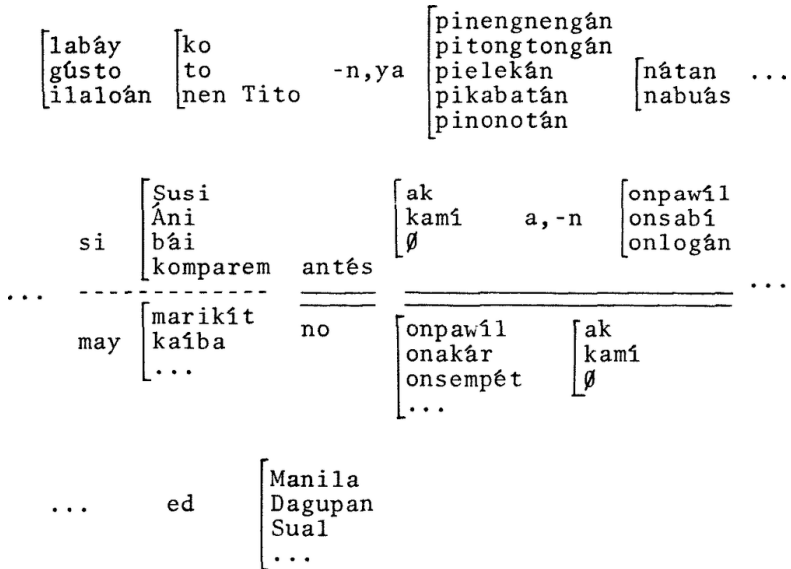 pinengnengán
labáy ko pitongtongán
gústo to -n,ya pielekán nátan ...
ilaloán nen Tito pikabatán nabuás
pinonotán
Susi ak onpawíl
Áni kamí a,-n onsabí
si bái Ø onlogán
komparem antés
... ...
marikít no onpawíl ak
may kaíba onakár kamí
... onsempét Ø
...
Manila
... ed Dagupan
Sual
...